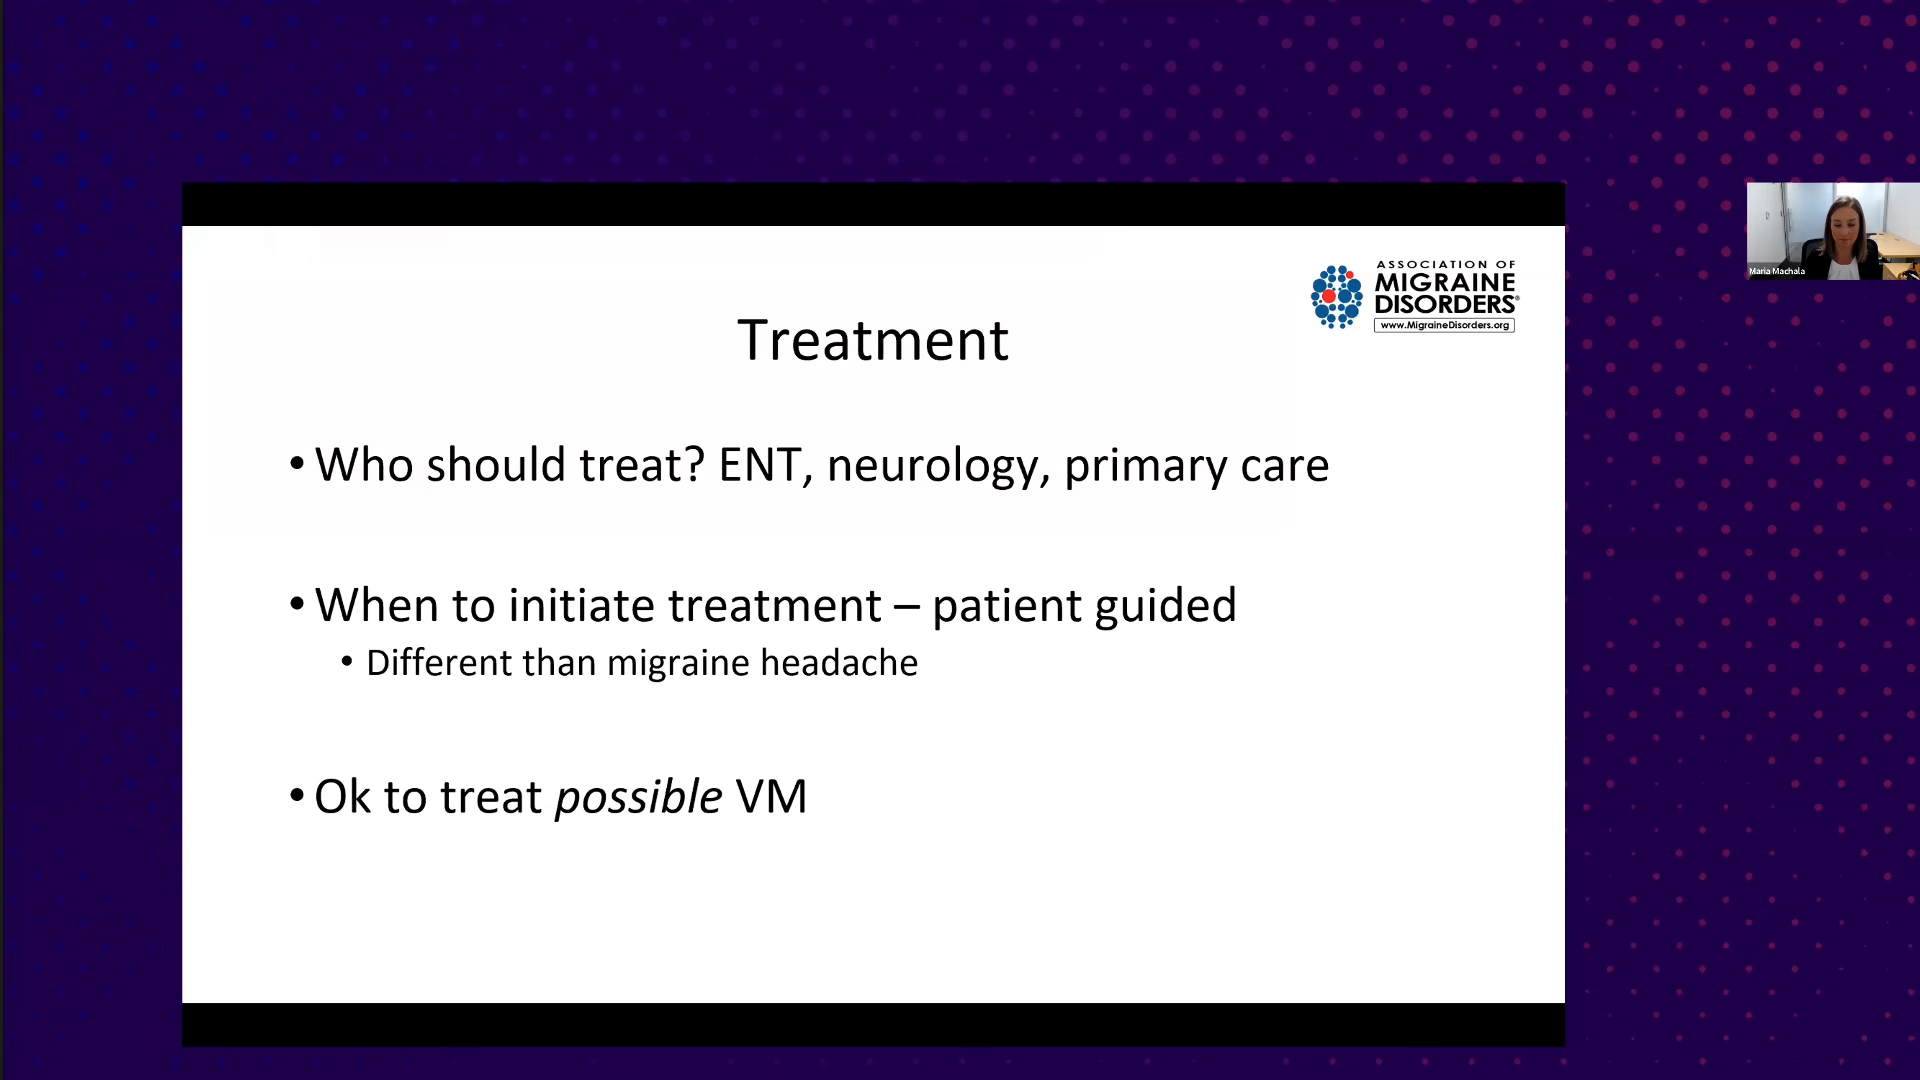 ASSOCIATION OF
MIGRAINE
DISORDERS®
www.MigraineDisorders.org
Treatment
• Who should treat? ENT, neurology, primary care
• When to initiate treatment – patient guided
• Different than migraine headache
• Ok to treat possible VM
Maria Machala